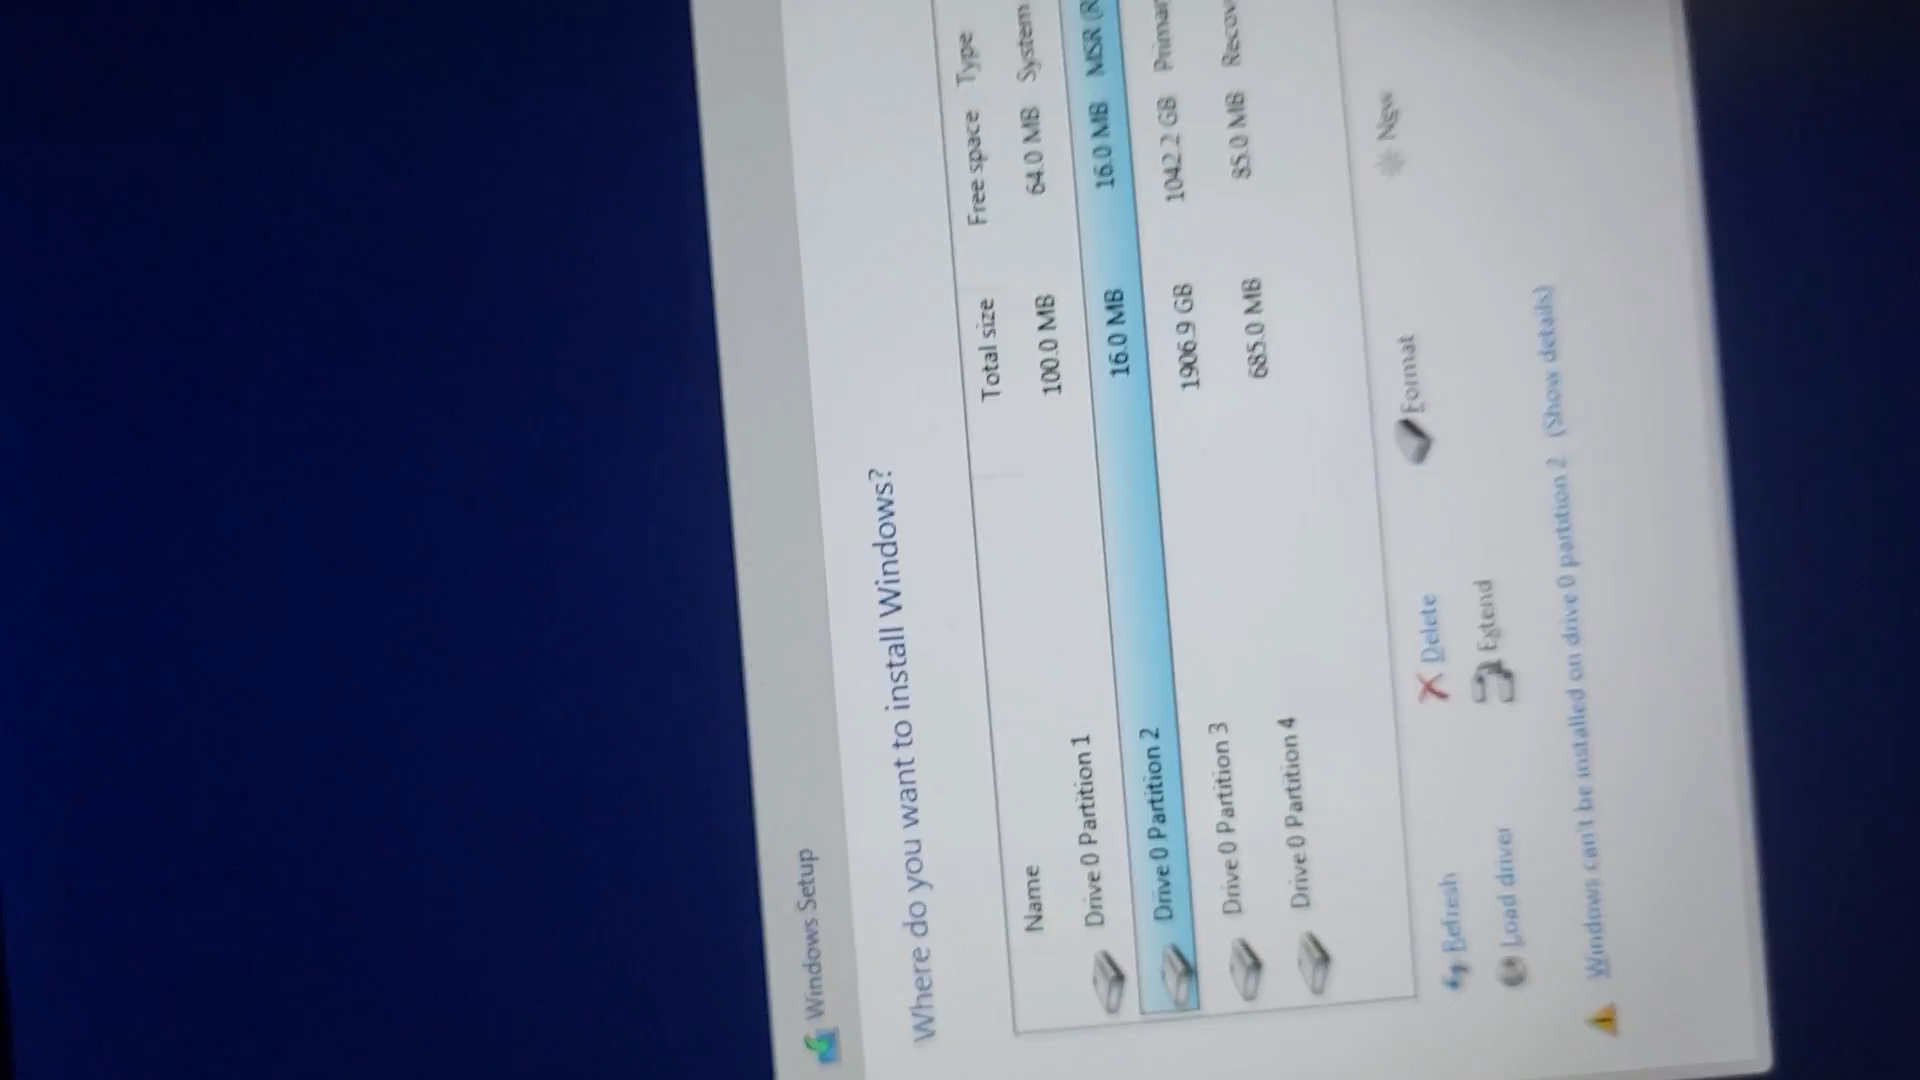 Windows Setup
Where do you want to install Windows?
Name Total size Free space Type
Drive 0 Partition 1 100.0 MB 64.0 MB System
Drive 0 Partition 2 16.0 MB 16.0 MB MSR (R
Drive 0 Partition 3 1906.9 GB 1042.2 GB Primar
Drive 0 Partition 4 685.0 MB 85.0 MB Recov
Refresh Delete Format New
Load driver Extend
Windows can't be installed on drive 0 partition 2. (Show details)